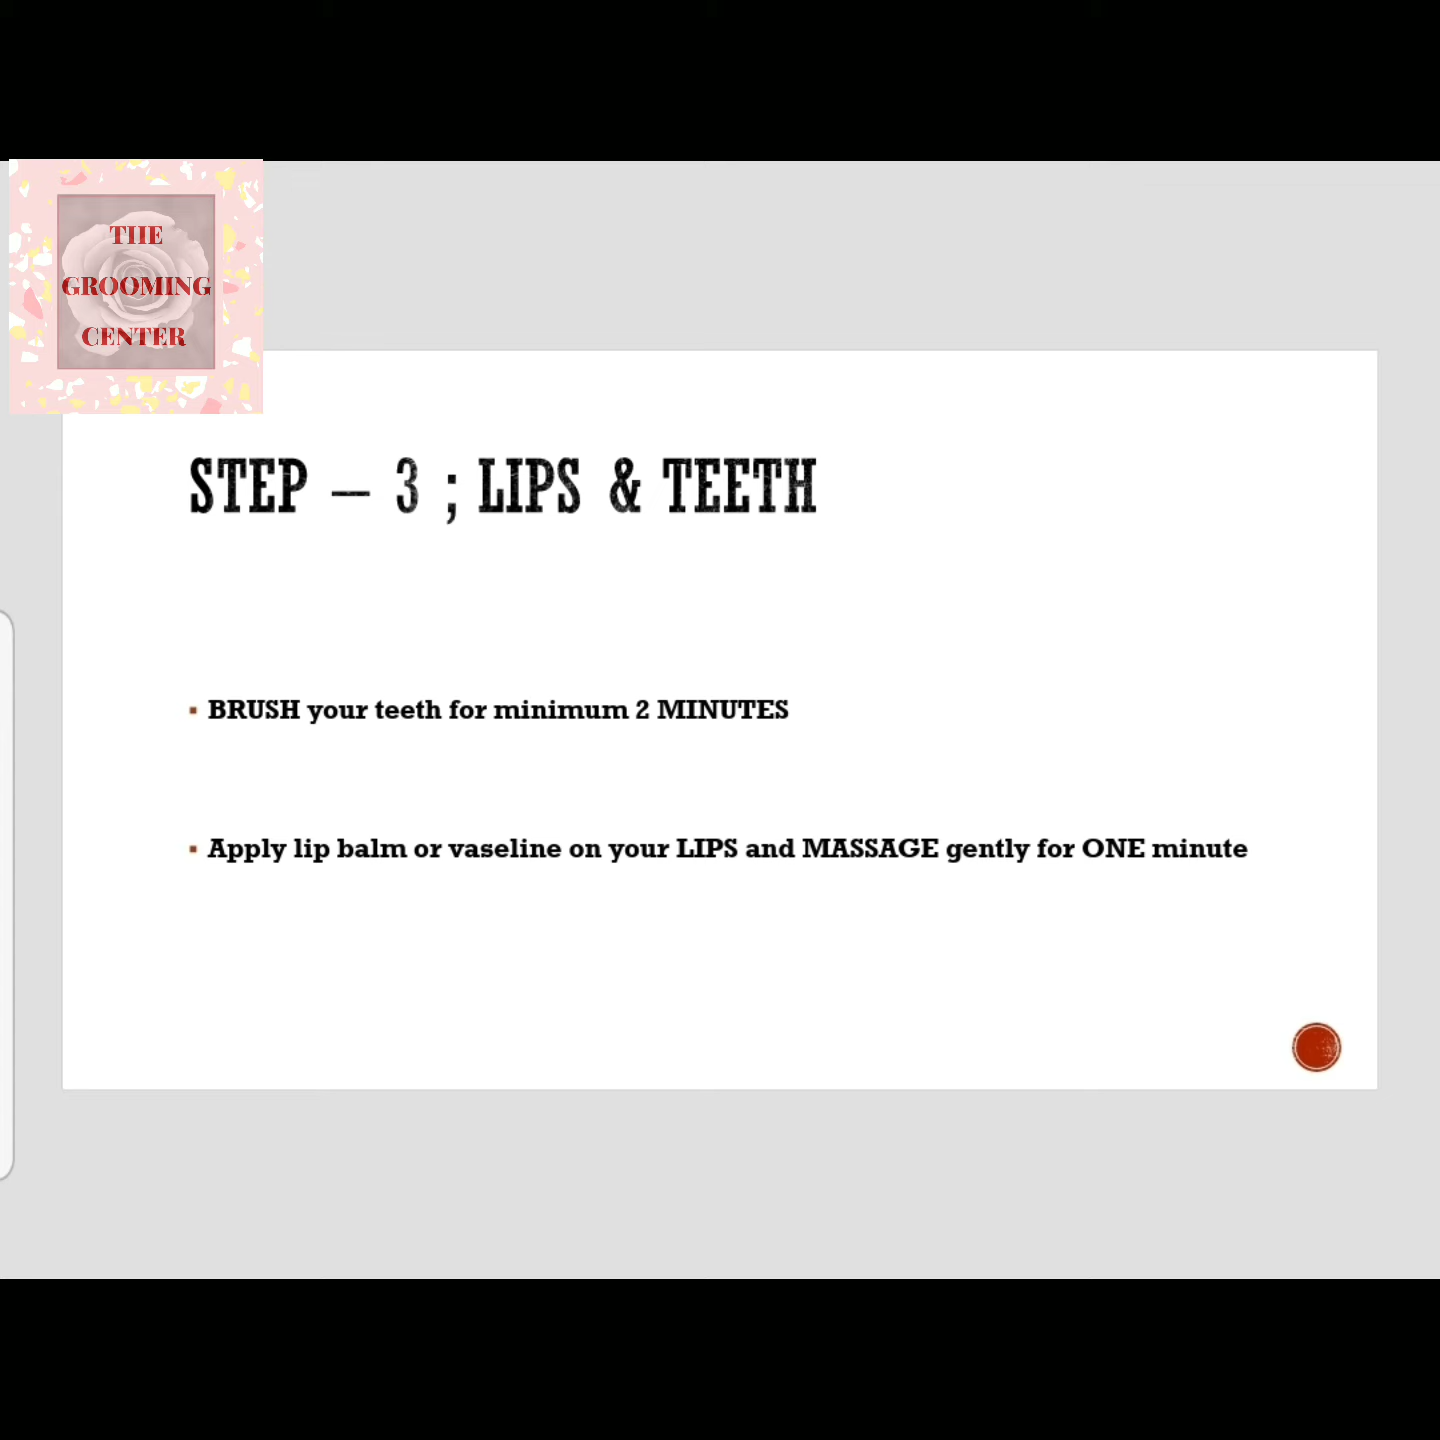 THE
GROOMING
CENTER
STEP – 3 ; LIPS & TEETH
▪ BRUSH your teeth for minimum 2 MINUTES
▪ Apply lip balm or vaseline on your LIPS and MASSAGE gently for ONE minute